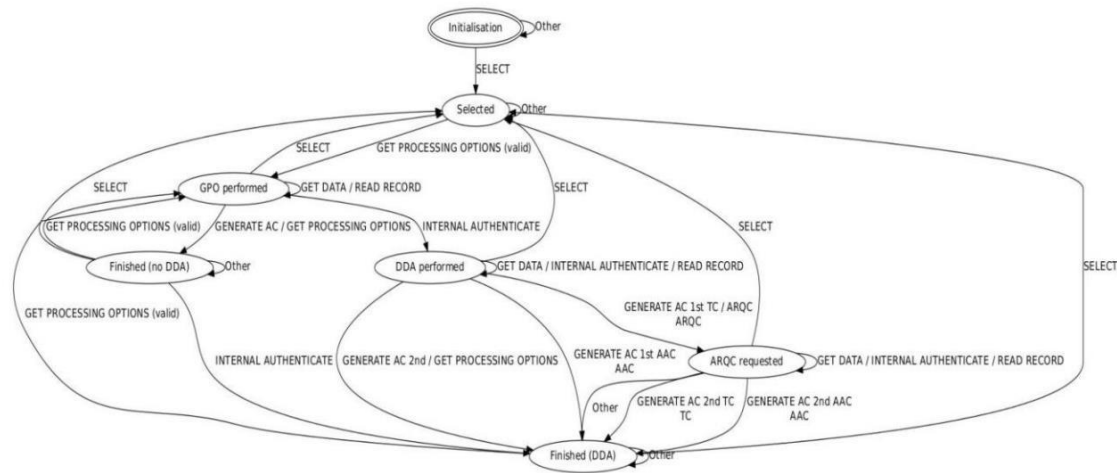 Initialisation
Other
SELECT
Selected
Other
SELECT
GET PROCESSING OPTIONS (valid)
SELECT
GPO performed
GET DATA / READ RECORD
SELECT
SELECT
GET PROCESSING OPTIONS (valid)
GENERATE AC / GET PROCESSING OPTIONS
INTERNAL AUTHENTICATE
Finished (no DDA)
Other
DDA performed
GET DATA / INTERNAL AUTHENTICATE / READ RECORD
SELECT
GET PROCESSING OPTIONS (valid)
GENERATE AC 1st TC / ARQC
ARQC
INTERNAL AUTHENTICATE
GENERATE AC 2nd / GET PROCESSING OPTIONS
GENERATE AC 1st AAC
AAC
ARQC requested
GET DATA / INTERNAL AUTHENTICATE / READ RECORD
Other
GENERATE AC 2nd TC
TC
GENERATE AC 2nd AAC
AAC
Finished (DDA)
Other